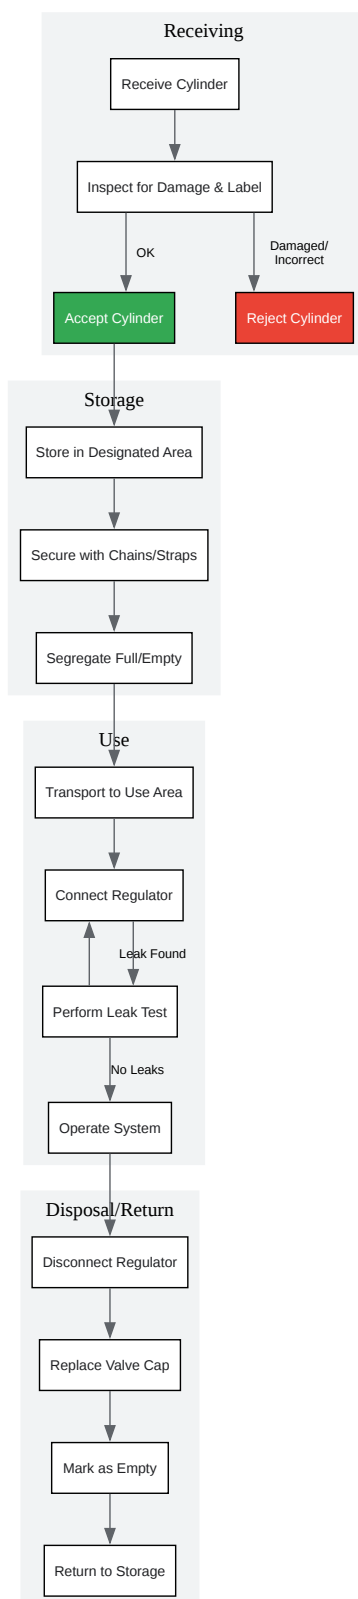 Receiving
Receive Cylinder
Inspect for Damage & Label
OK
Damaged/
Incorrect
Accept Cylinder
Reject Cylinder
Storage
Store in Designated Area
Secure with Chains/Straps
Segregate Full/Empty
Use
Transport to Use Area
Connect Regulator
Leak Found
Perform Leak Test
No Leaks
Operate System
Disposal/Return
Disconnect Regulator
Replace Valve Cap
Mark as Empty
Return to Storage